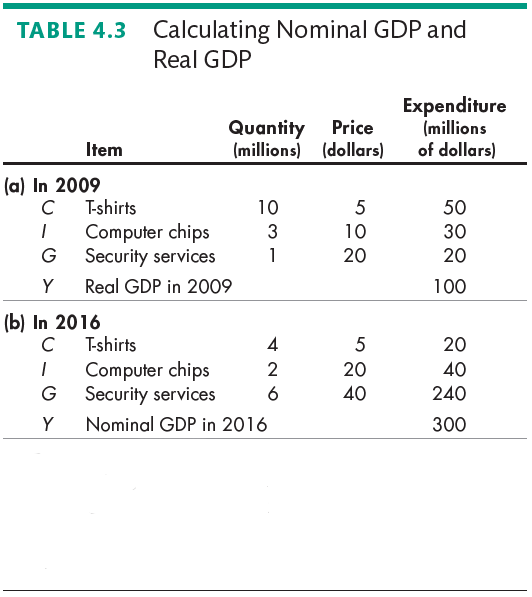 TABLE 4.3 Calculating Nominal GDP and
Real GDP
Expenditure
Quantity Price (millions
Item (millions) (dollars) of dollars)
(a) In 2009
C T-shirts 10 5 50
I Computer chips 3 10 30
G Security services 1 20 20
Y Real GDP in 2009 100
(b) In 2016
C T-shirts 4 5 20
I Computer chips 2 20 40
G Security services 6 40 240
Y Nominal GDP in 2016 300